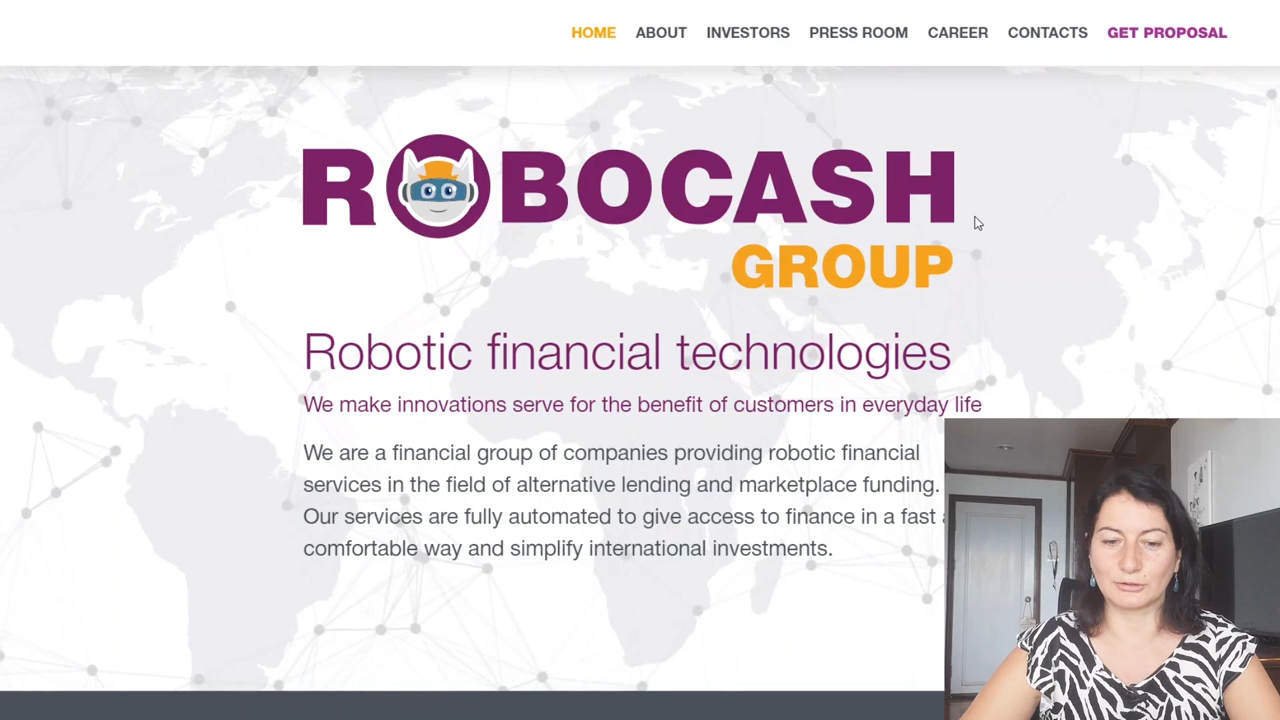 HOME ABOUT INVESTORS PRESS ROOM CAREER CONTACTS GET PROPOSAL
ROBOCASH
GROUP
Robotic financial technologies
We make innovations serve for the benefit of customers in everyday life
We are a financial group of companies providing robotic financial
services in the field of alternative lending and marketplace funding.
Our services are fully automated to give access to finance in a fast
comfortable way and simplify international investments.